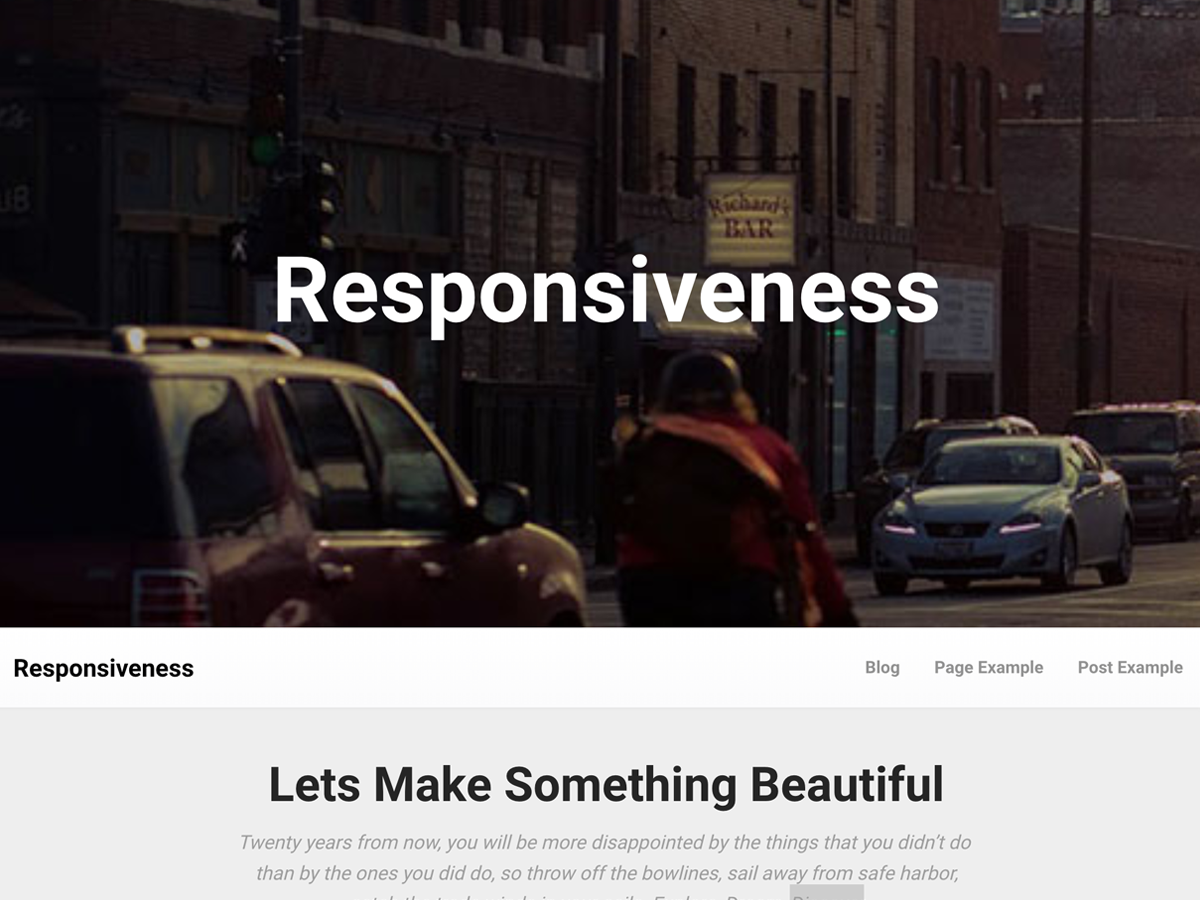 Richard's
BAR
UB
Responsiveness
Responsiveness
Blog
Page Example
Post Example
Lets Make Something Beautiful
Twenty years from now, you will be more disappointed by the things that you didn’t do
than by the ones you did do, so throw off the bowlines, sail away from safe harbor,